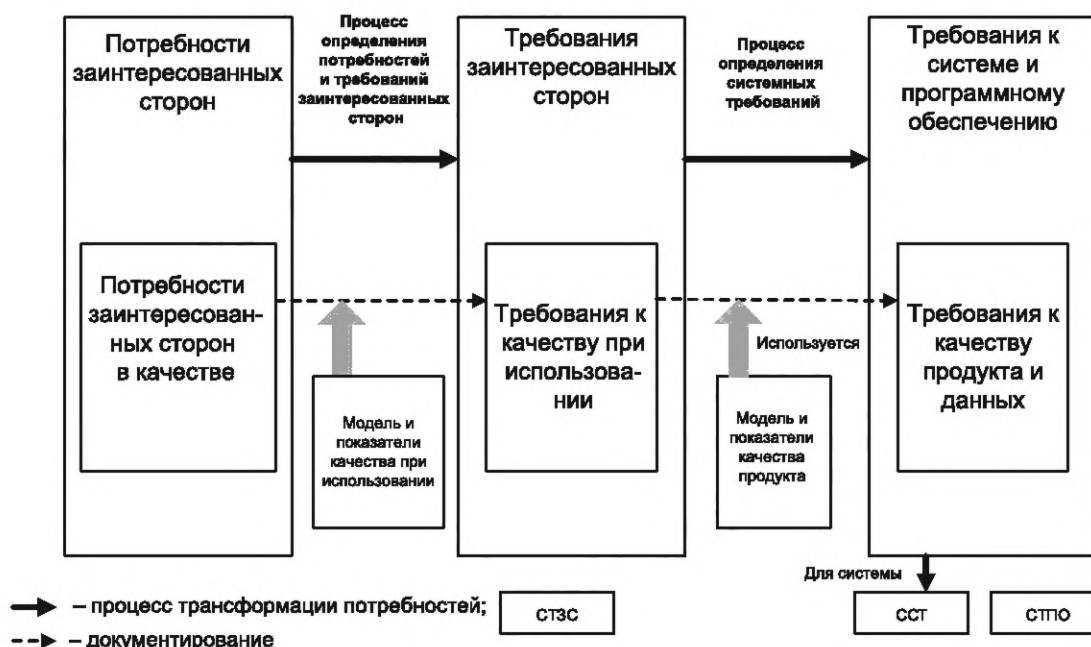 Потребности
заинтересованных
сторон
Процесс
определения
потребностей
и требований
заинтересованных
сторон
Требования
заинтересованных
сторон
Процесс
определения
системных
требований
Требования к
системе и
программному
обеспечению
Потребности
заинтересован-
ных сторон
в качестве
Модель и
показатели
качества при
использовании
Требования к
качеству при
использова-
нии
Используется
Модель и
показатели
качества
продукта
Требования к
качеству
продукта и
данных
Для системы
– процесс трансформации потребностей;
– документирование
СТЗС
ССТ
СТПО